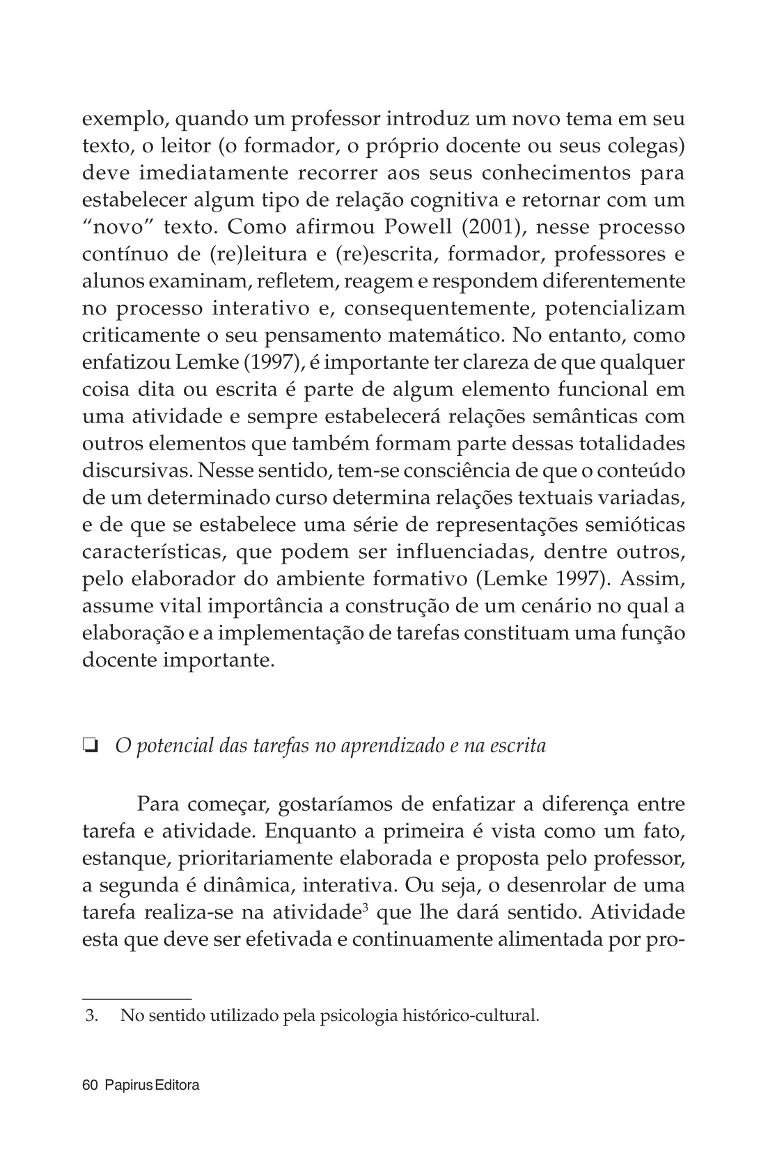 exemplo, quando um professor introduz um novo tema em seu
texto, o leitor (o formador, o próprio docente ou seus colegas)
deve imediatamente recorrer aos seus conhecimentos para
estabelecer algum tipo de relação cognitiva e retornar com um
“novo” texto. Como afirmou Powell (2001), nesse processo
contínuo de (re)leitura e (re)escrita, formador, professores e
alunos examinam, refletem, reagem e respondem diferentemente
no processo interativo e, consequentemente, potencializam
criticamente o seu pensamento matemático. No entanto, como
enfatizou Lemke (1997), é importante ter clareza de que qualquer
coisa dita ou escrita é parte de algum elemento funcional em
uma atividade e sempre estabelecerá relações semânticas com
outros elementos que também formam parte dessas totalidades
discursivas. Nesse sentido, tem-se consciência de que o conteúdo
de um determinado curso determina relações textuais variadas,
e de que se estabelece uma série de representações semióticas
características, que podem ser influenciadas, dentre outros,
pelo elaborador do ambiente formativo (Lemke 1997). Assim,
assume vital importância a construção de um cenário no qual a
elaboração e a implementação de tarefas constituam uma função
docente importante.
❏ O potencial das tarefas no aprendizado e na escrita
Para começar, gostaríamos de enfatizar a diferença entre
tarefa e atividade. Enquanto a primeira é vista como um fato,
estanque, prioritariamente elaborada e proposta pelo professor,
a segunda é dinâmica, interativa. Ou seja, o desenrolar de uma
tarefa realiza-se na atividade³ que lhe dará sentido. Atividade
esta que deve ser efetivada e continuamente alimentada por pro-
3. No sentido utilizado pela psicologia histórico-cultural.
60 Papirus Editora